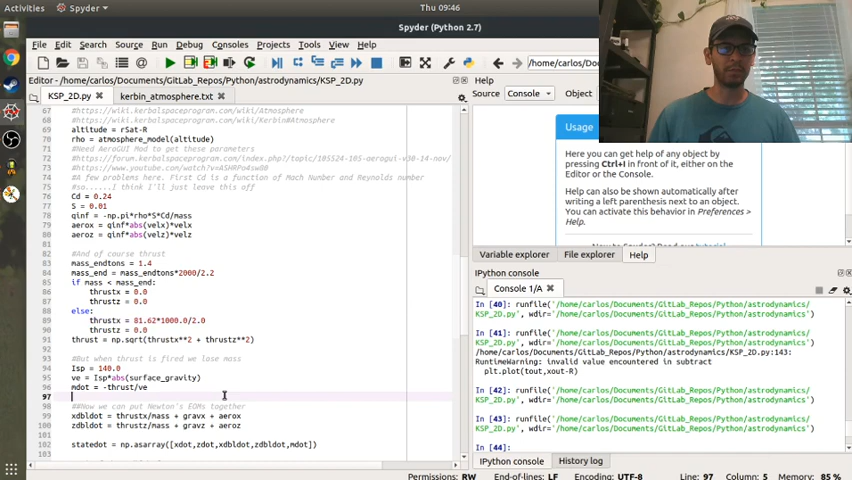 Activities Spyder Thu 09:46
Spyder (Python 2.7)
File Edit Search Source Run Debug Consoles Projects Tools View Help
/home/carlos/Do
Editor - /home/carlos/Documents/GitLab_Repos/Python/astrodynamics/KSP_2D.py
KSP_2D.py
kerbin_atmosphere.txt
67 #https://wiki.kerbalspaceprogram.com/wiki/Atmosphere
68 #https://wiki.kerbalspaceprogram.com/wiki/Kerbin#Atmosphere
69 altitude = rSat-R
70 rho = atmosphere_model(altitude)
71 #Need AeroGUI Mod to get these parameters
72
73
74 #A few problems here. First Cd is a function of Mach Number and Reynolds number
75 #so......I think I'll just leave this off
76 Cd = 0.24
77 S = 0.01
78 qinf = -np.pi*rho*S*Cd/mass
79 aerox = qinf*abs(velx)*velx
80 aeroz = qinf*abs(velz)*velz
81
82 #And of course thrust
83 mass_endtons = 1.4
84 mass_end = mass_endtons*2000/2.2
85 if mass < mass_end:
86 thrustx = 0.0
87 thrustz = 0.0
88 else:
89 thrustx = 81.62*1000.0/2.0
90 thrustz = 0.0
91 thrust = np.sqrt(thrustx**2 + thrustz**2)
92
93 #But when thrust is fired we lose mass
94 Isp = 140.0
95 ve = Isp*abs(surface_gravity)
96 mdot = -thrust/ve
97
98 ##Now we can put Newton's EOMs together
99 xdbldot = thrustx/mass + gravx + aerox
100 zdbldot = thrustz/mass + gravz + aeroz
101
102 statedot = np.asarray([xdot,zdot,xdbldot,zdbldot,mdot])
Help
Source Console Object
Usage
Here you can get help of any object by
pressing Ctrl+I in front of it, either on the
Editor or the Console.
Help can also be shown automatically after
writing a left parenthesis next to an object.
You can activate this behavior in Preferences >
Help.
Variable explorer File explorer Help
IPython console
Console 1/A
In [40]: runfile('/home/carlos/Documents/GitLab_Repos/Python/astrodynamics/
KSP_2D.py', wdir='/home/carlos/Documents/GitLab_Repos/Python/astrodynamics')
In [41]: runfile('/home/carlos/Documents/GitLab_Repos/Python/astrodynamics/
KSP_2D.py', wdir='/home/carlos/Documents/GitLab_Repos/Python/astrodynamics')
/home/carlos/Documents/GitLab_Repos/Python/astrodynamics/KSP_2D.py:143:
RuntimeWarning: invalid value encountered in subtract
plt.plot(tout,xout-R)
In [42]: runfile('/home/carlos/Documents/GitLab_Repos/Python/astrodynamics/
KSP_2D.py', wdir='/home/carlos/Documents/GitLab_Repos/Python/astrodynamics')
In [43]: runfile('/home/carlos/Documents/GitLab_Repos/Python/astrodynamics/
KSP_2D.py', wdir='/home/carlos/Documents/GitLab_Repos/Python/astrodynamics')
In [44]:
IPython console History log
Permissions: RW End-of-lines: LF Encoding: UTF-8 Line: 97 Column: 5 Memory: 85 %